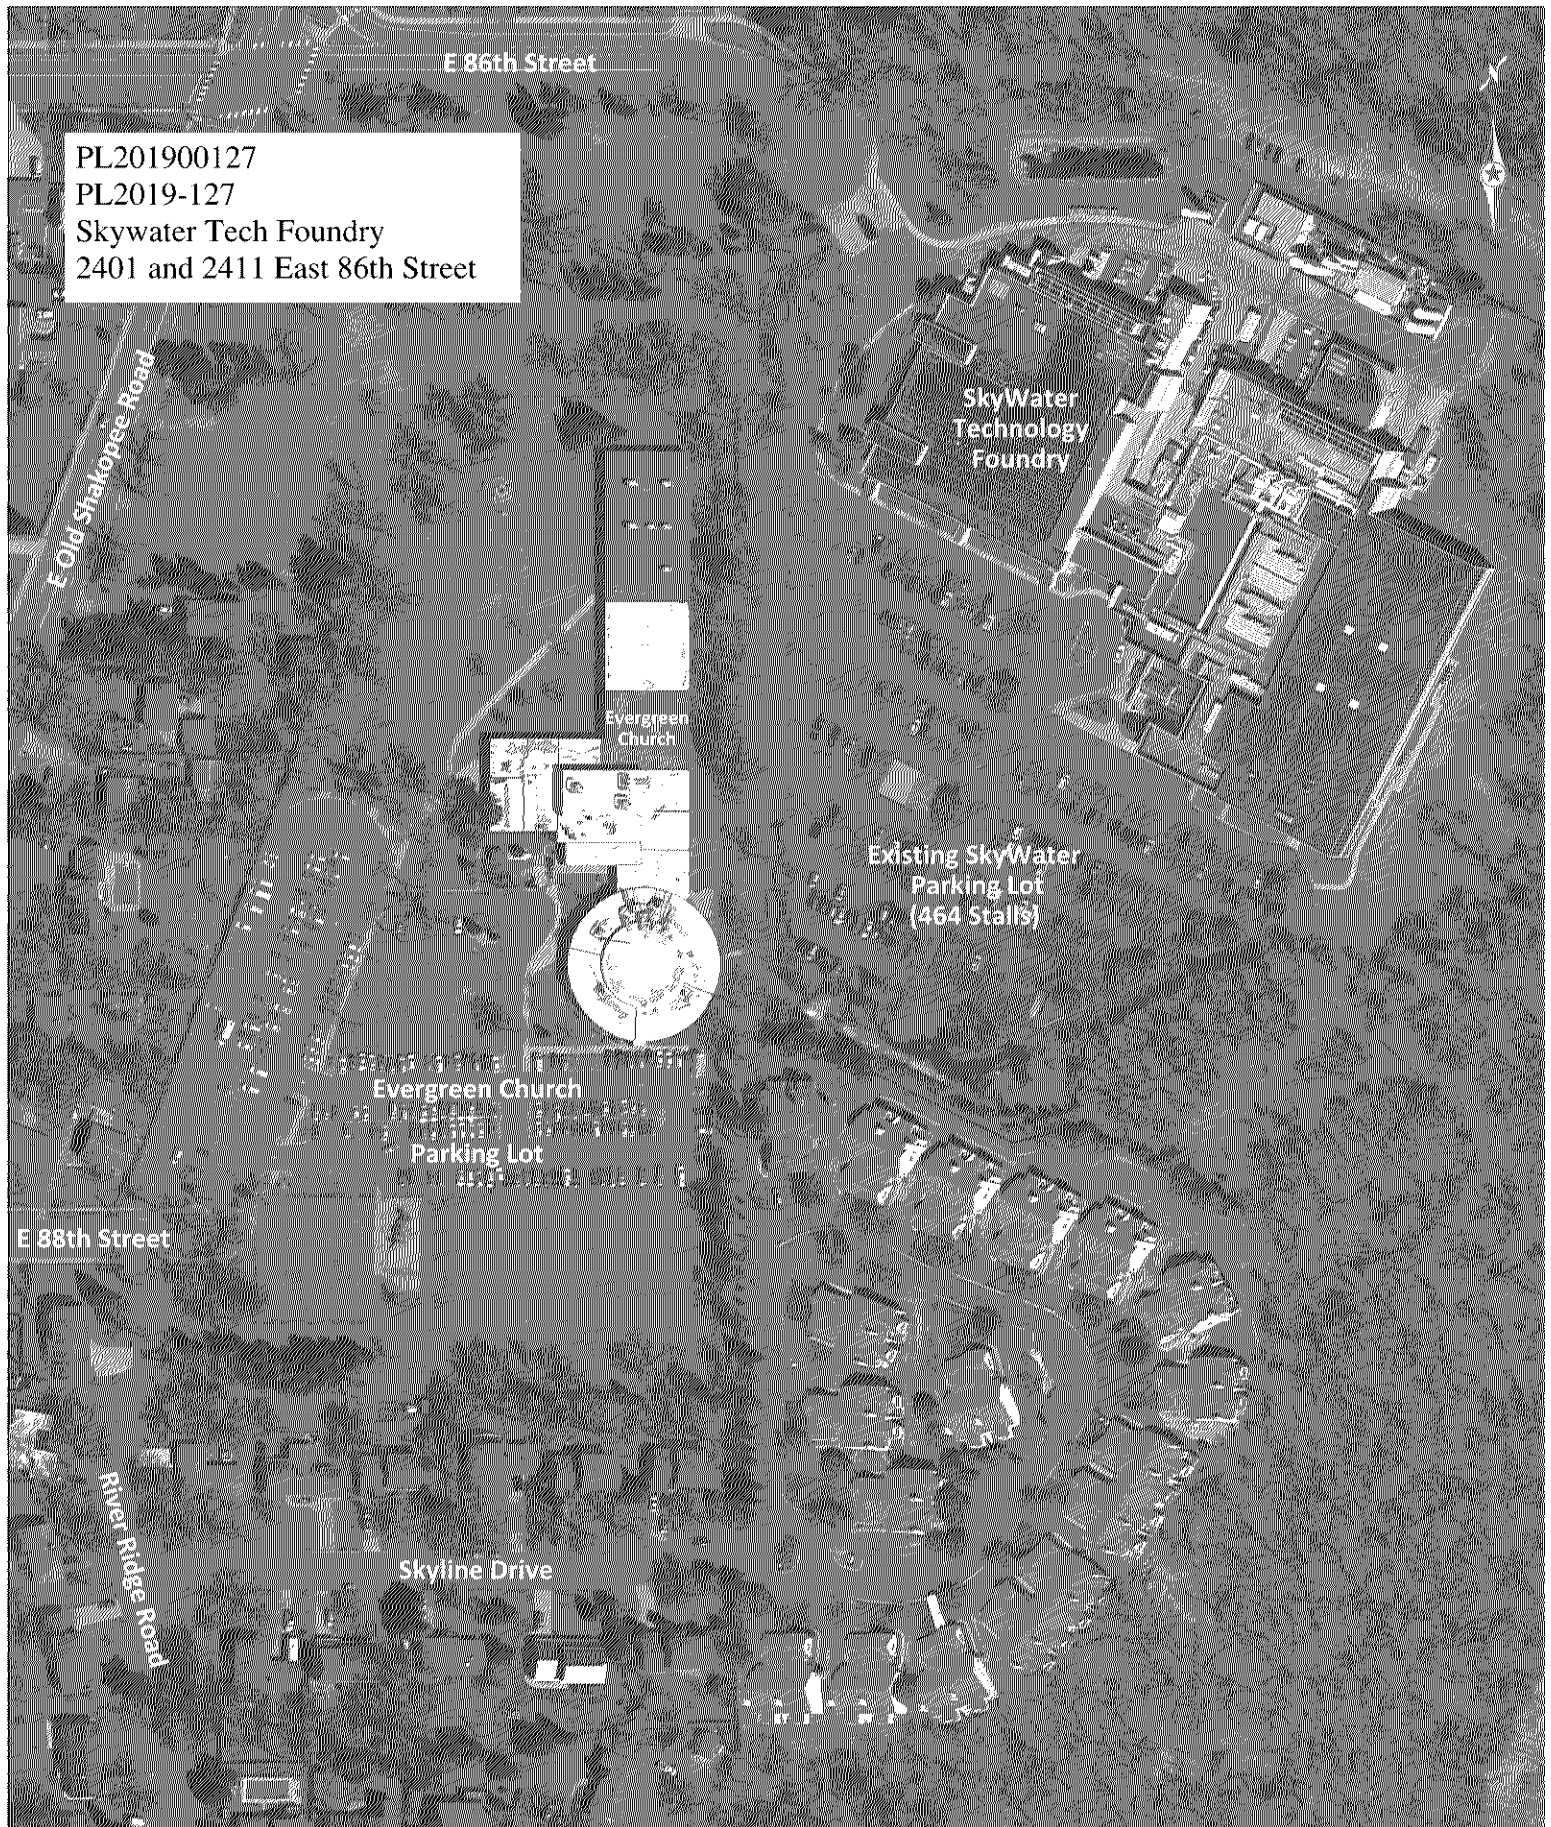 E 86th Street
N
PL201900127
PL2019-127
Skywater Tech Foundry
2401 and 2411 East 86th Street
E Old Shakopee Road
SkyWater
Technology
Foundry
Evergreen
Church
Existing SkyWater
Parking Lot
(464 Stalls)
Evergreen Church
Parking Lot
E 88th Street
River Ridge Road
Skyline Drive